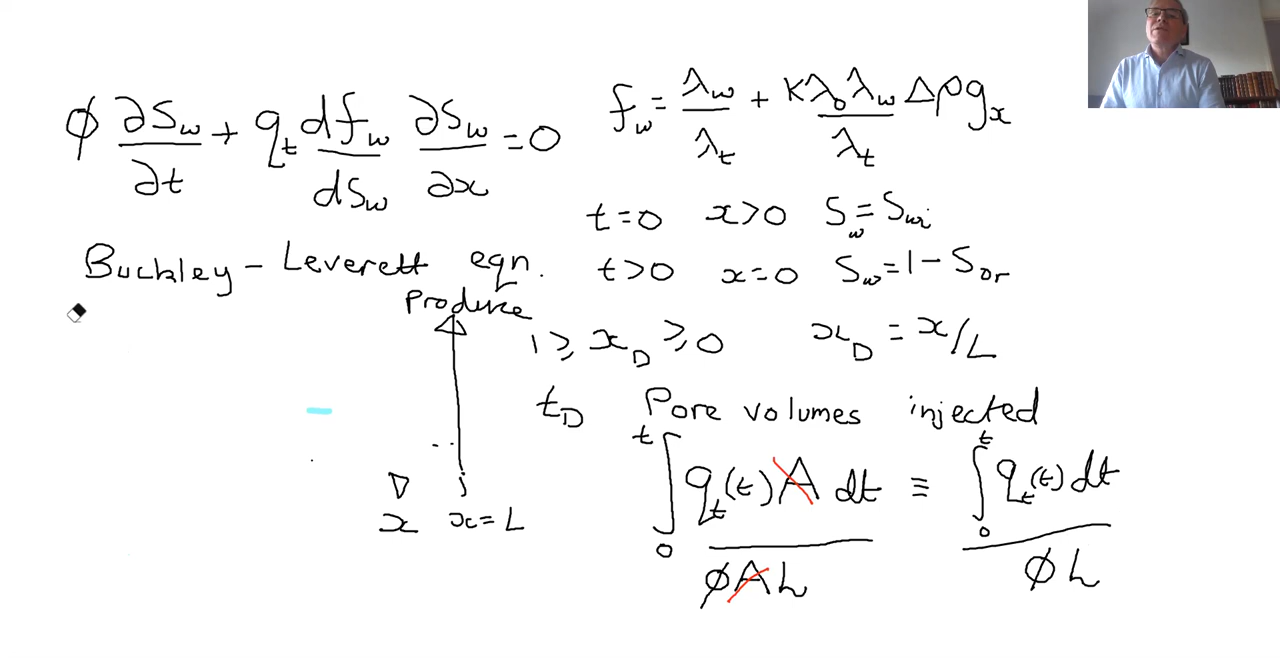 ϕ ∂S_w/∂t + q_t df_w/dS_w ∂S_w/∂x = 0
f_w = λ_w/λ_t + Kλ_oλ_w/λ_t Δρg_x
t=0 x>0 S_w = S_wi
Buckley - Leverett eqn.
t>0 x=0 S_w = 1 - S_or
Produce
1 ≥ x_D ≥ 0 x_D = x/L
t_D Pore volumes injected
∫_0^t q_t(t) A dt / ϕAL ≡ ∫_0^t q_t(t) dt / ϕL
x x=L